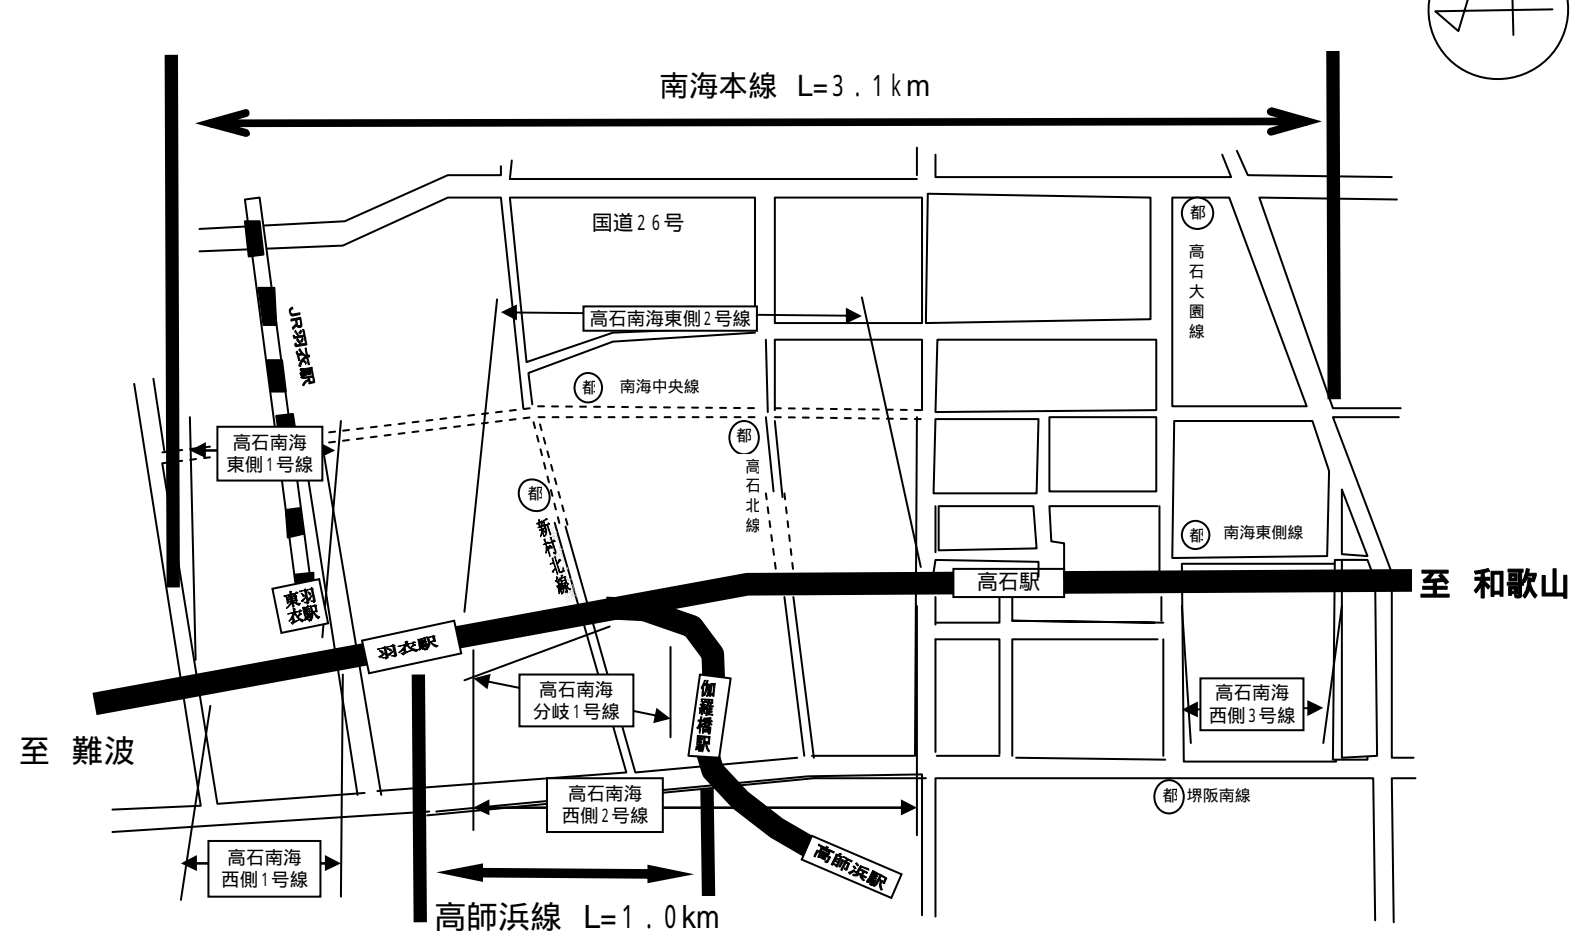 南海本線 L=3.1km
国道26号
都
高石大園線
JR羽衣駅
高石南海東側2号線
都
南海中央線
都
高石北線
高石南海
東側1号線
都
新村北線
都
南海東側線
東羽
衣駅
羽衣駅
高石駅
至 和歌山
伽羅橋駅
高石南海
分岐1号線
高石南海
西側3号線
至 難波
高石南海
西側2号線
都
堺阪南線
高石南海
西側1号線
高師浜駅
高師浜線 L=1.0km